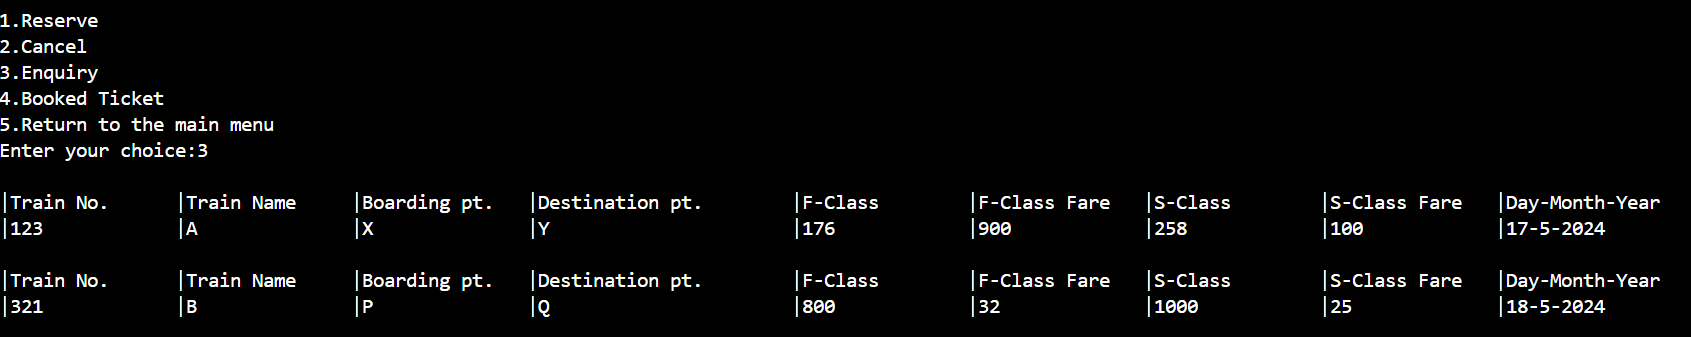 1.Reserve
2.Cancel
3.Enquiry
4.Booked Ticket
5.Return to the main menu
Enter your choice:3
|Train No. |Train Name |Boarding pt. |Destination pt. |F-Class |F-Class Fare |S-Class |S-Class Fare |Day-Month-Year
|123 |A |X |Y |176 |900 |258 |100 |17-5-2024
|Train No. |Train Name |Boarding pt. |Destination pt. |F-Class |F-Class Fare |S-Class |S-Class Fare |Day-Month-Year
|321 |B |P |Q |800 |32 |1000 |25 |18-5-2024